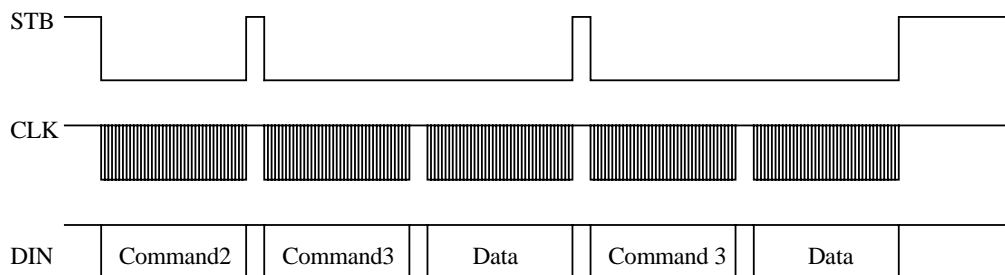 STB
CLK
DIN Command2 Command3 Data Command 3 Data